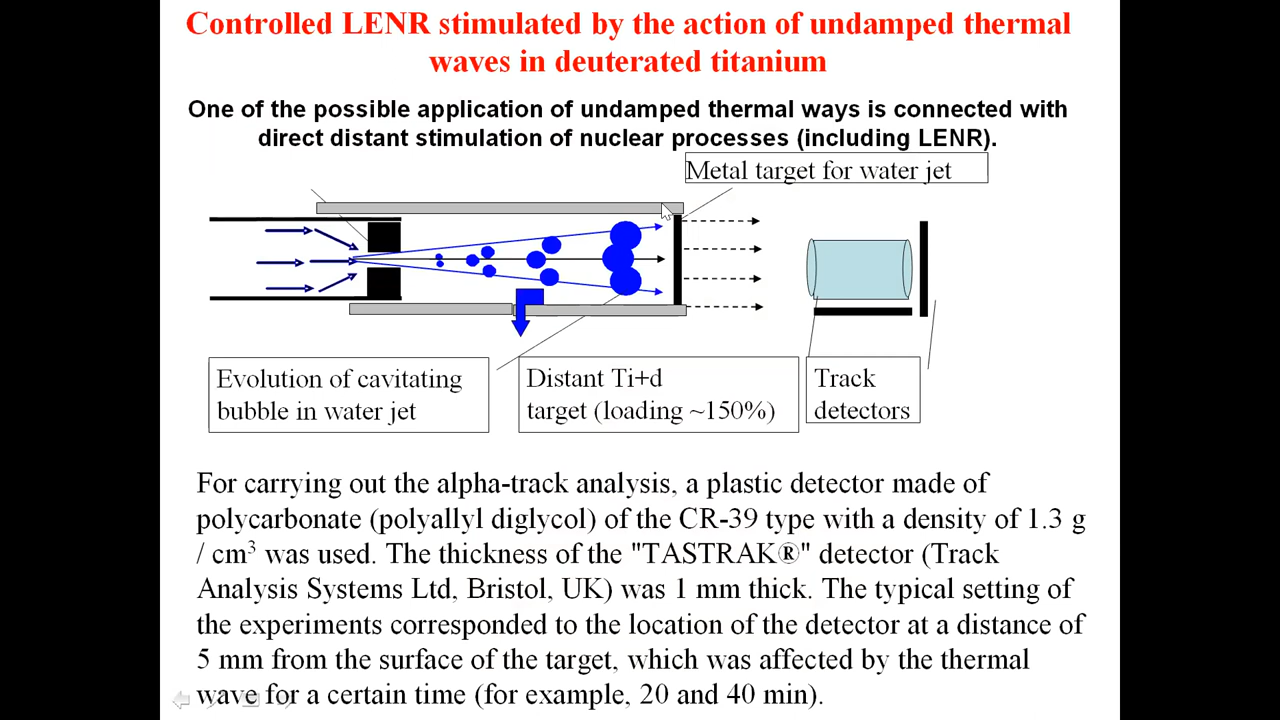 Controlled LENR stimulated by the action of undamped thermal
waves in deuterated titanium
One of the possible application of undamped thermal ways is connected with
direct distant stimulation of nuclear processes (including LENR).
Metal target for water jet
Evolution of cavitating
bubble in water jet
Distant Ti+d
target (loading ~150%)
Track
detectors
For carrying out the alpha-track analysis, a plastic detector made of
polycarbonate (polyallyl diglycol) of the CR-39 type with a density of 1.3 g
/ cm³ was used. The thickness of the "TASTRAK®" detector (Track
Analysis Systems Ltd, Bristol, UK) was 1 mm thick. The typical setting of
the experiments corresponded to the location of the detector at a distance of
5 mm from the surface of the target, which was affected by the thermal
wave for a certain time (for example, 20 and 40 min).